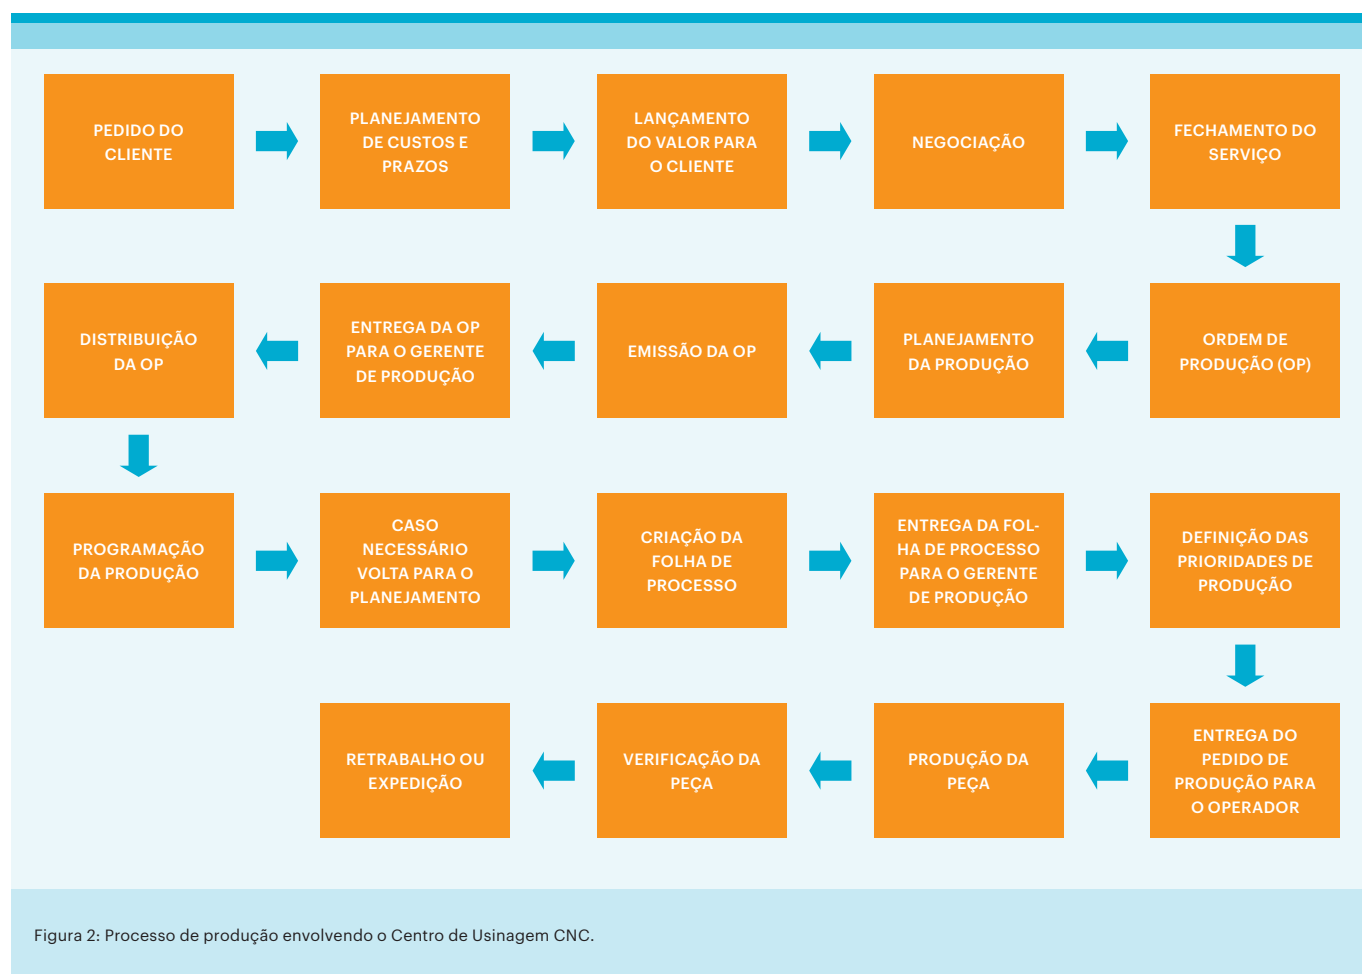 PEDIDO DO
CLIENTE
PLANEJAMENTO
DE CUSTOS E
PRAZOS
LANÇAMENTO
DO VALOR PARA
O CLIENTE
NEGOCIAÇÃO
FECHAMENTO DO
SERVIÇO
ORDEM DE
PRODUÇÃO (OP)
PLANEJAMENTO
DA PRODUÇÃO
EMISSÃO DA OP
ENTREGA DA OP
PARA O GERENTE
DE PRODUÇÃO
DISTRIBUIÇÃO
DA OP
PROGRAMAÇÃO
DA PRODUÇÃO
CASO
NECESSÁRIO
VOLTA PARA O
PLANEJAMENTO
CRIAÇÃO DA
FOLHA DE
PROCESSO
ENTREGA DA FOL-
HA DE PROCESSO
PARA O GERENTE
DE PRODUÇÃO
DEFINIÇÃO DAS
PRIORIDADES DE
PRODUÇÃO
ENTREGA DO
PEDIDO DE
PRODUÇÃO PARA
O OPERADOR
PRODUÇÃO DA
PEÇA
VERIFICAÇÃO DA
PEÇA
RETRABALHO OU
EXPEDIÇÃO
Figura 2: Processo de produção envolvendo o Centro de Usinagem CNC.